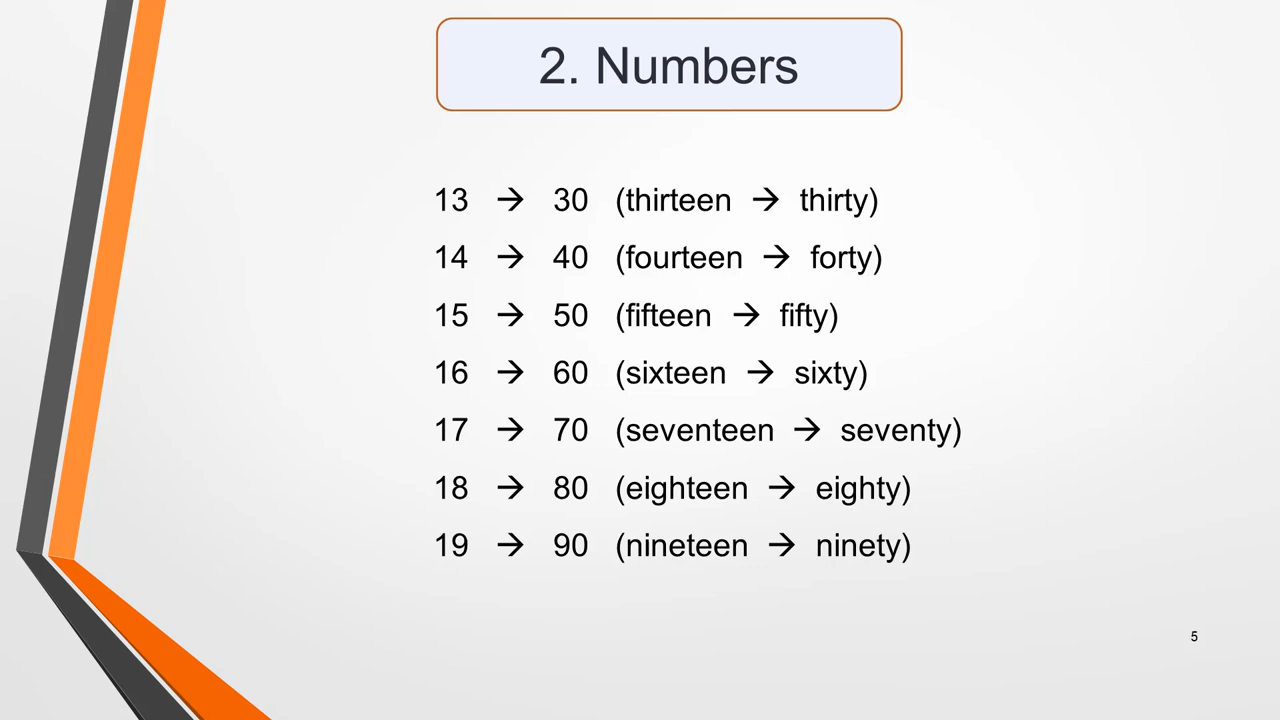 2. Numbers
13 → 30 (thirteen → thirty)
14 → 40 (fourteen → forty)
15 → 50 (fifteen → fifty)
16 → 60 (sixteen → sixty)
17 → 70 (seventeen → seventy)
18 → 80 (eighteen → eighty)
19 → 90 (nineteen → ninety)
5